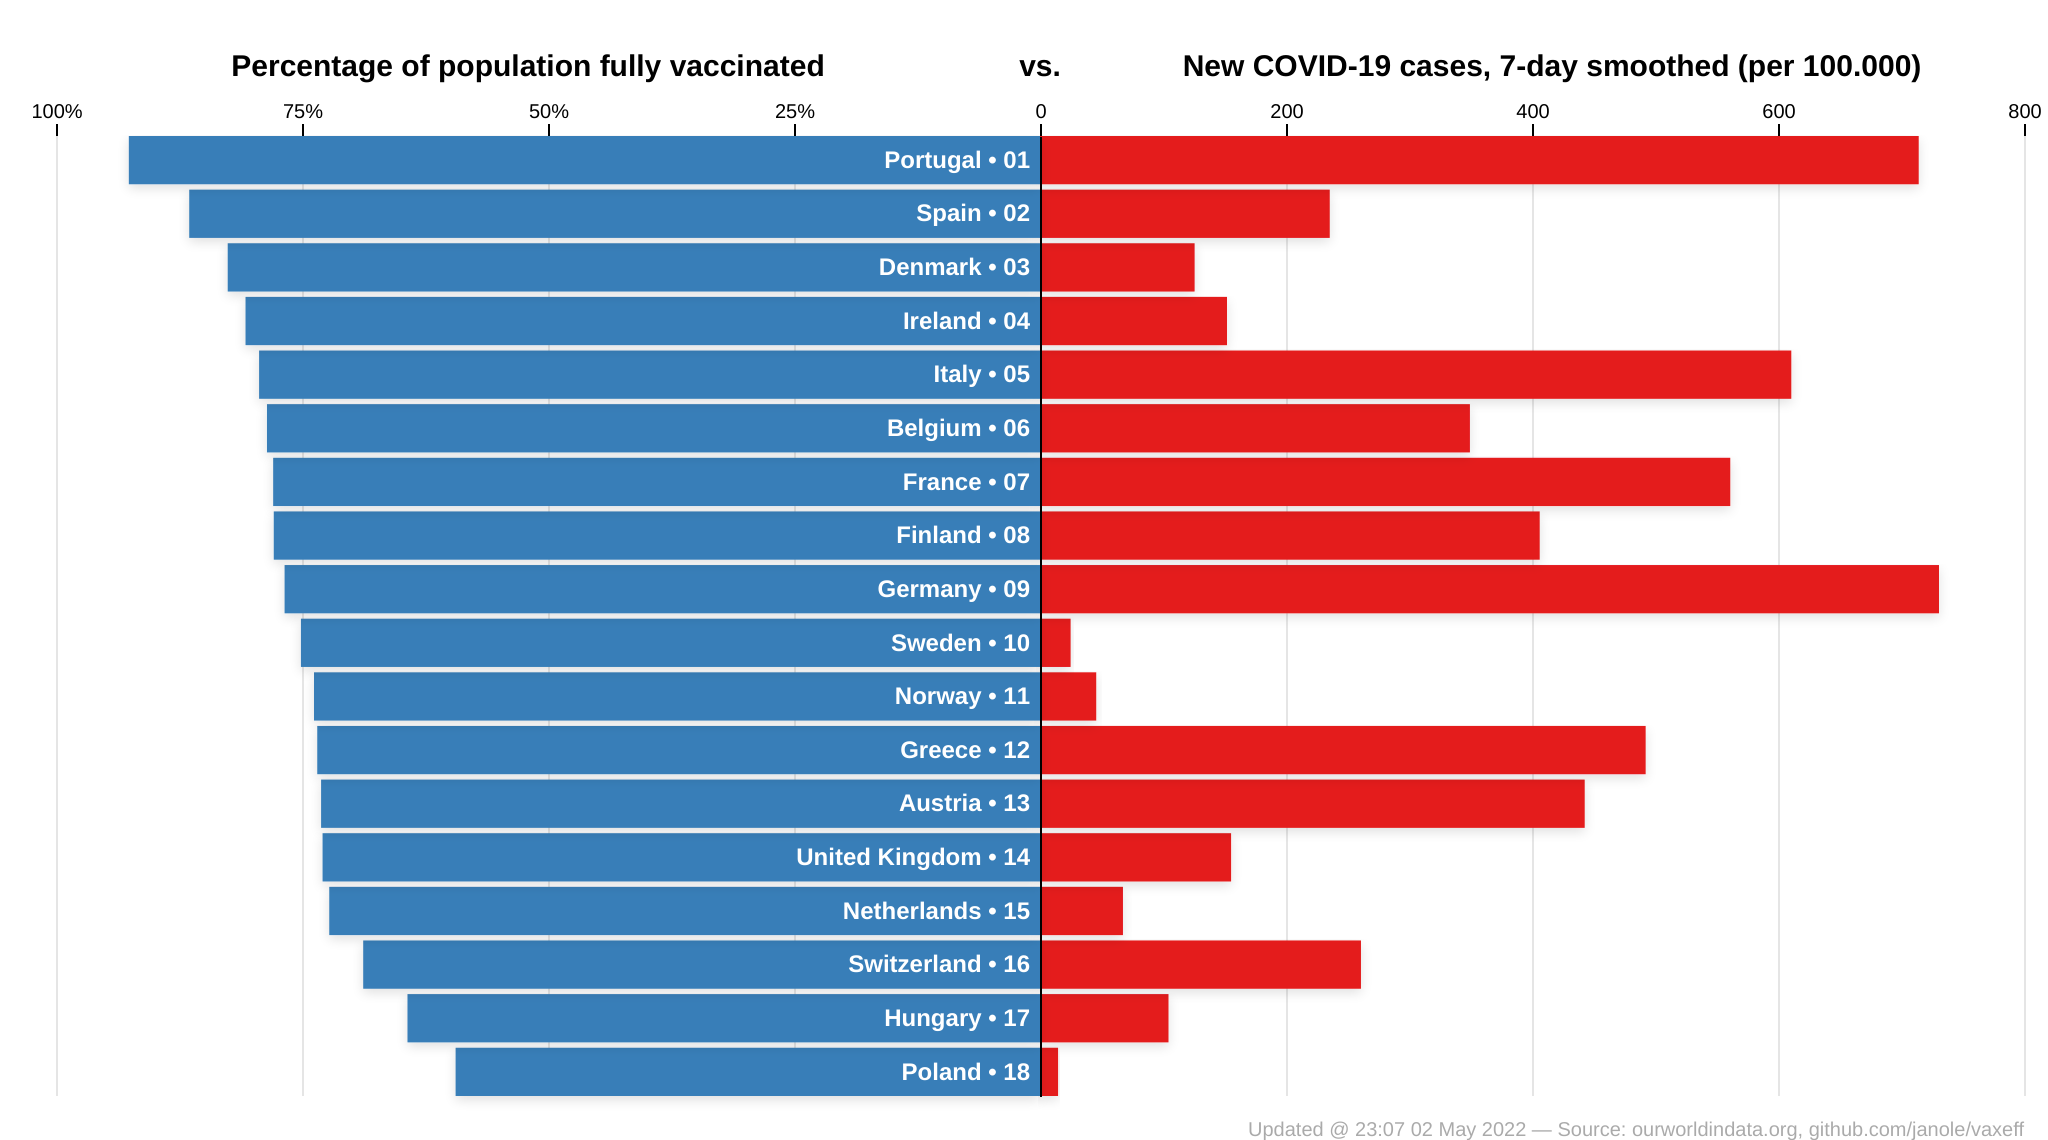 Percentage of population fully vaccinated vs. New COVID-19 cases, 7-day smoothed (per 100.000)
100% 75% 50% 25% 0 200 400 600 800
Portugal • 01
Spain • 02
Denmark • 03
Ireland • 04
Italy • 05
Belgium • 06
France • 07
Finland • 08
Germany • 09
Sweden • 10
Norway • 11
Greece • 12
Austria • 13
United Kingdom • 14
Netherlands • 15
Switzerland • 16
Hungary • 17
Poland • 18
Updated @ 23:07 02 May 2022 — Source: ourworldindata.org, github.com/janole/vaxeff